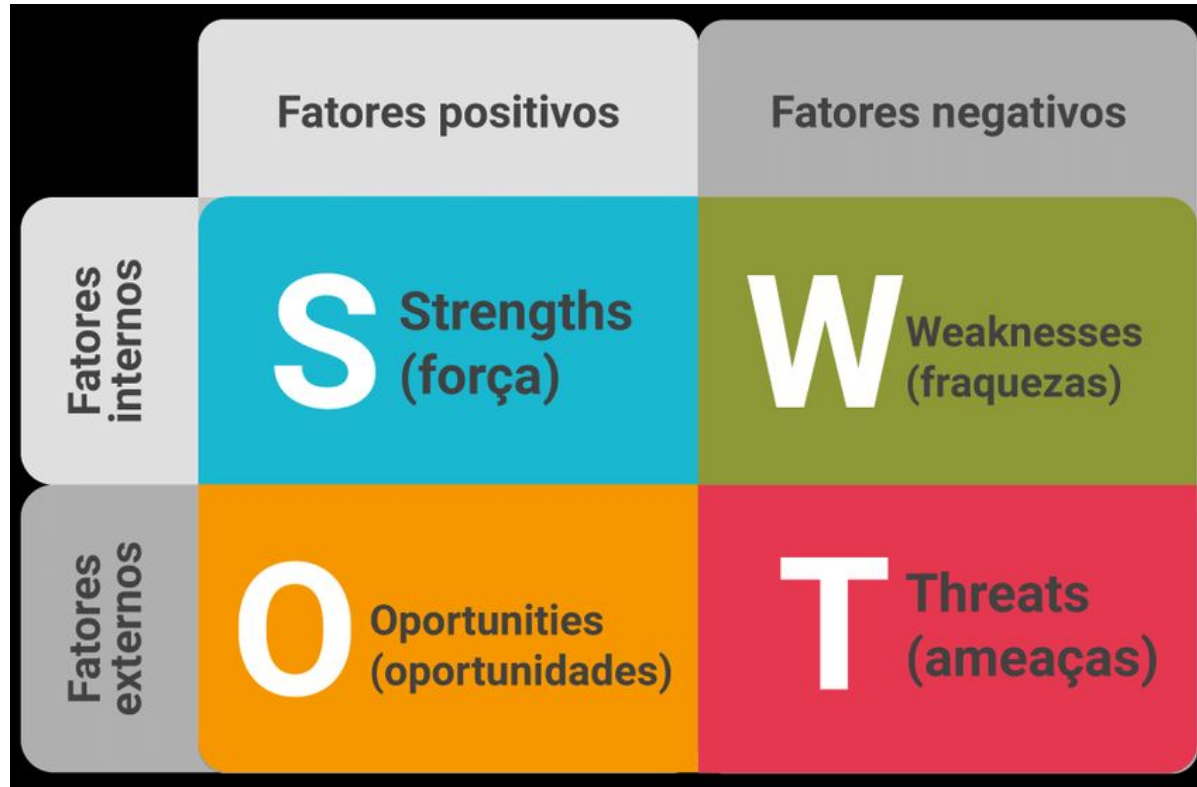 Fatores positivos
Fatores negativos
Fatores
internos
S
Strengths
(força)
W
Weaknesses
(fraquezas)
Fatores
externos
O
Oportunities
(oportunidades)
T
Threats
(ameaças)